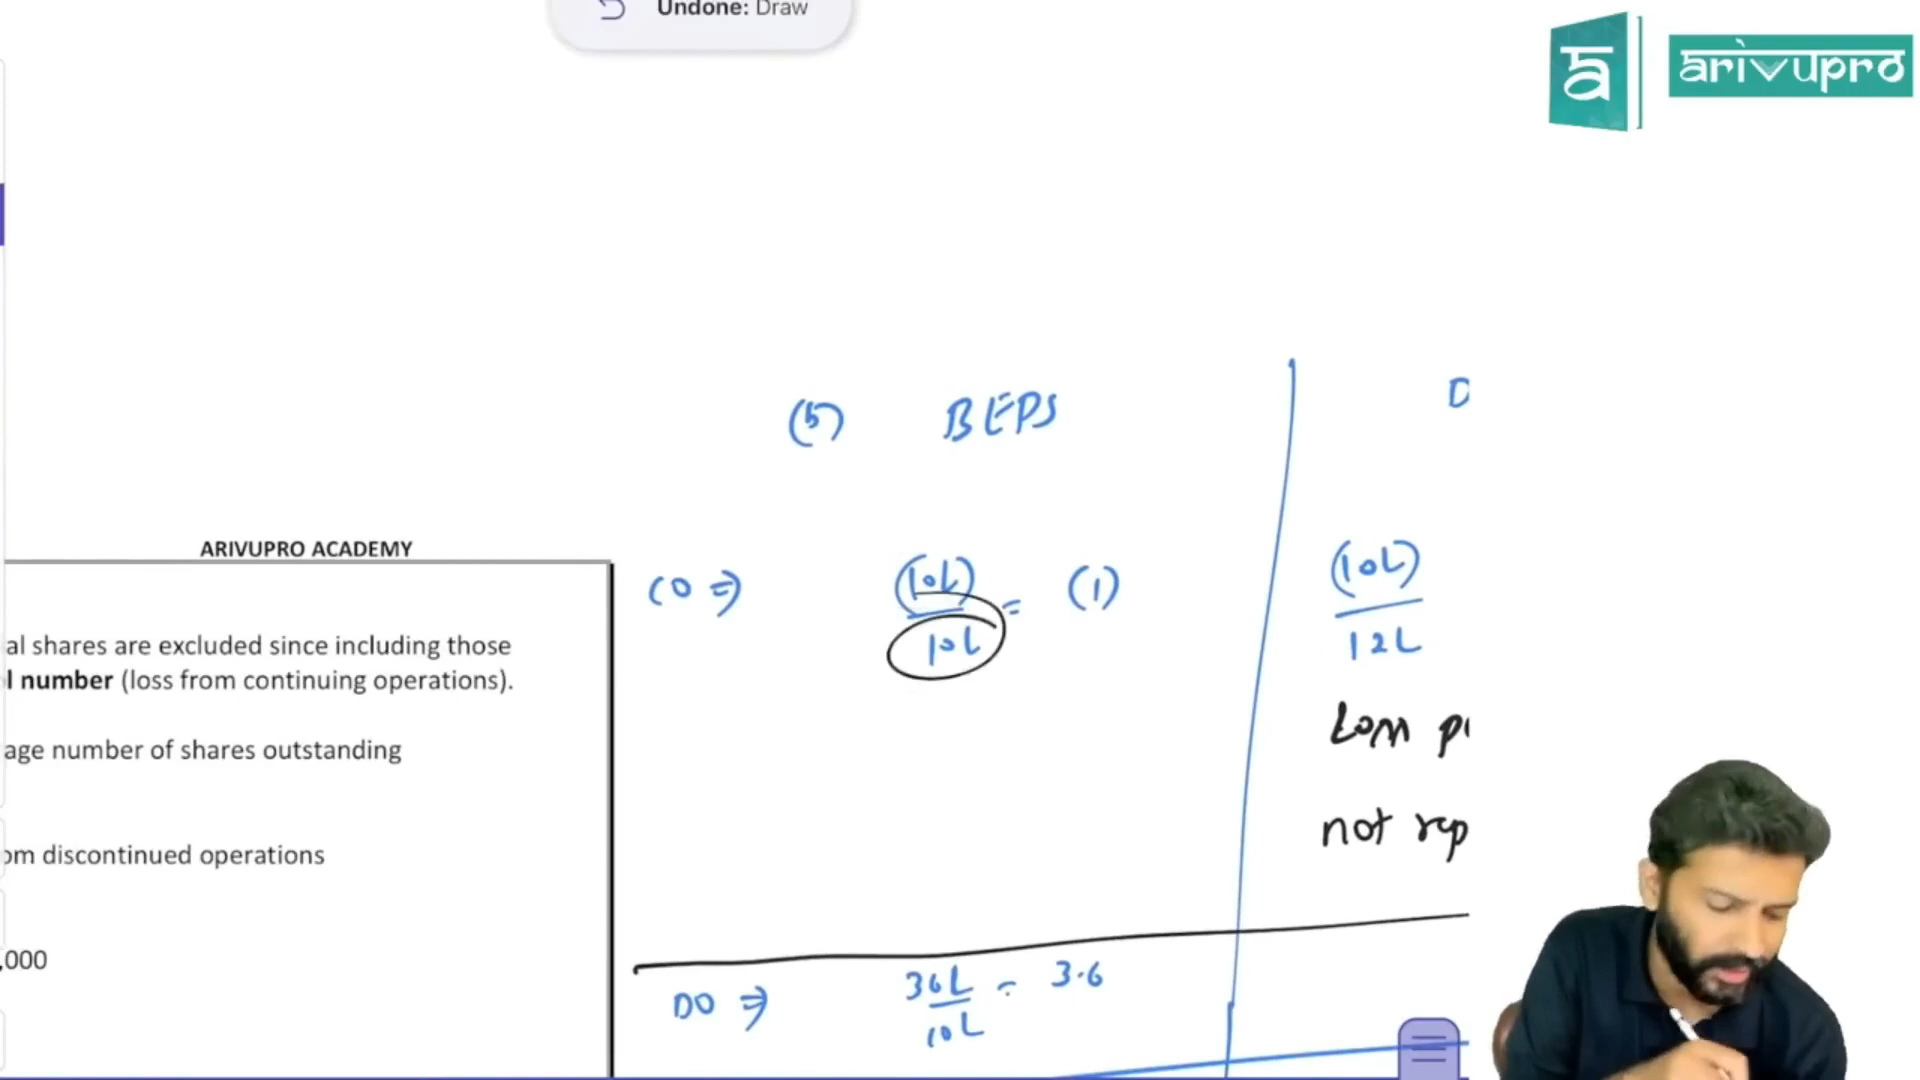 Undone: Draw
ā arivupro
(5) BEPS
ARIVUPRO ACADEMY
CO ⇒ (10L) / 10L = (1)
(10L) / 12L
al shares are excluded since including those
l number (loss from continuing operations).
age number of shares outstanding
Loss
not rep
om discontinued operations
,000
DO ⇒ 36L / 10L = 3.6